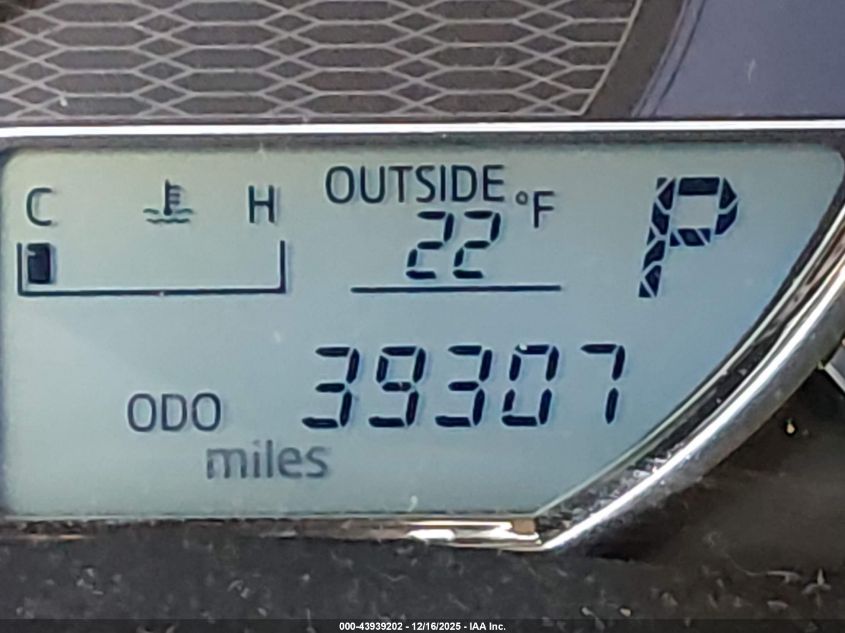 C H OUTSIDE °F P
22
ODO 39307
miles
000-43939202 - 12/16/2025 - IAA Inc.